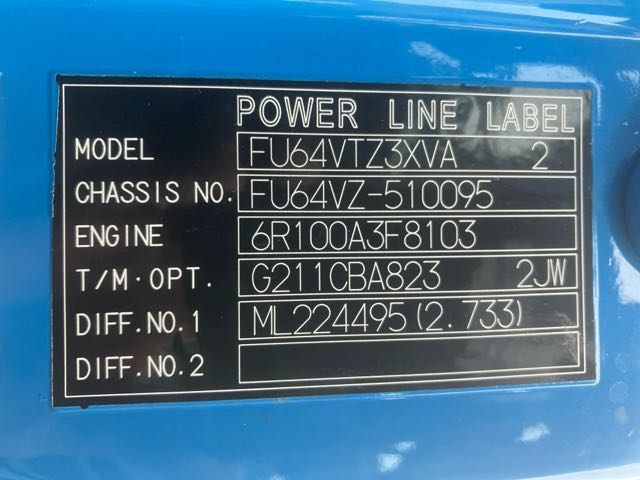 POWER LINE LABEL
MODEL FU64VTZ3XVA 2
CHASSIS NO. FU64VZ-510095
ENGINE 6R100A3F8103
T/M·OPT. G211CBA823 2JW
DIFF.NO.1 ML224495(2.733)
DIFF.NO.2